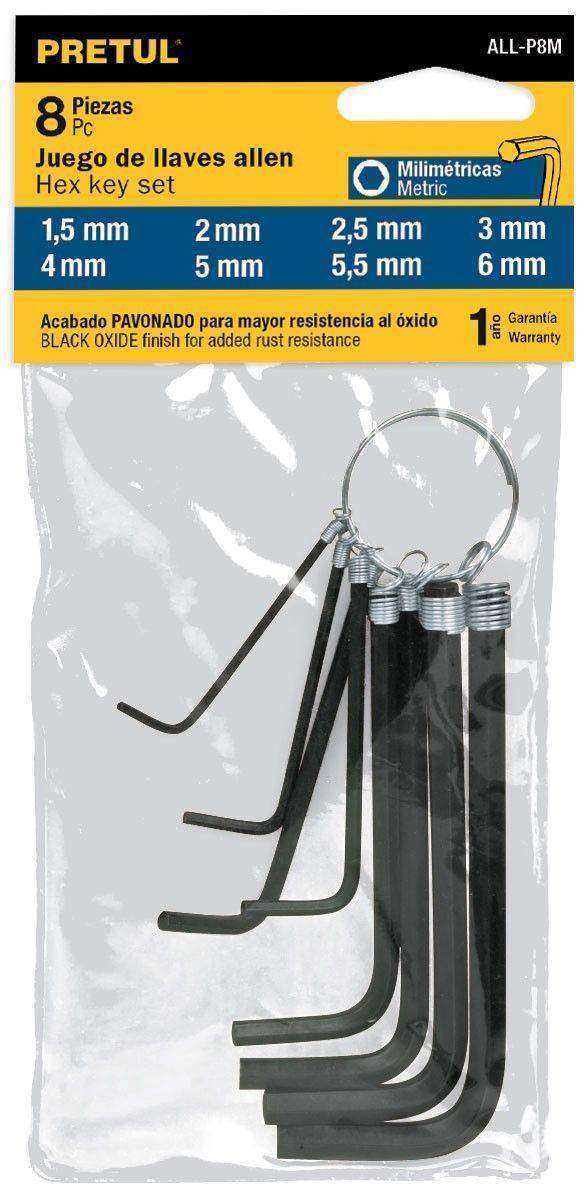 PRETUL®
ALL-P8M
8 Piezas
Pc
Juego de llaves allen
Hex key set
Milimétricas
Metric
1,5 mm 2 mm 2,5 mm 3 mm
4 mm 5 mm 5,5 mm 6 mm
Acabado PAVONADO para mayor resistencia al óxido
BLACK OXIDE finish for added rust resistance
1 año Garantía
Warranty